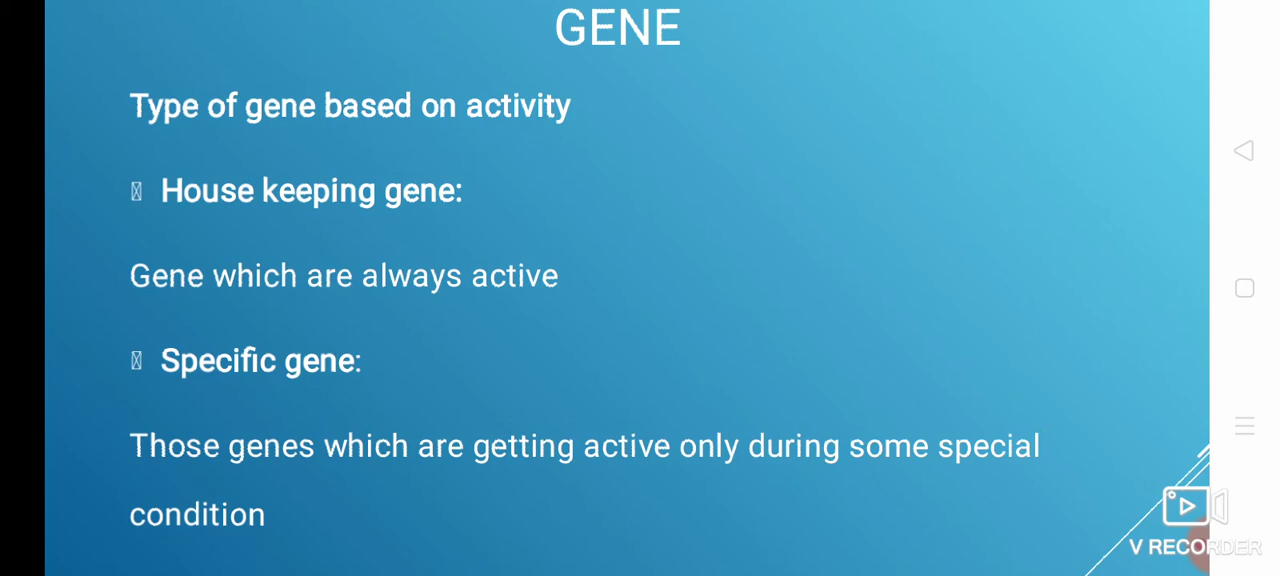 GENE
Type of gene based on activity
House keeping gene:
Gene which are always active
Specific gene:
Those genes which are getting active only during some special
condition
V RECORDER